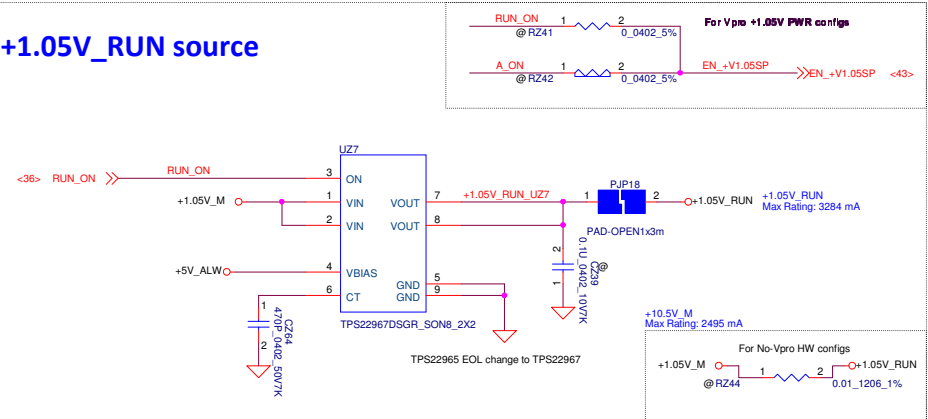 +1.05V_RUN source
For Vpro +1.05V PWR configs
RUN_ON 1 2
@ RZ41 0_0402_5%
A_ON 1 2 EN_+V1.05SP EN_+V1.05SP <43>
@ RZ42 0_0402_5%
UZ7
<36> RUN_ON RUN_ON 3 ON
+1.05V_M 1 VIN VOUT 7 +1.05V_RUN_UZ7 1 PJP18 2 +1.05V_RUN
+1.05V_RUN
Max Rating: 3284 mA
2 VIN VOUT 8
PAD-OPEN1x3m
+5V_ALW 4 VBIAS
6 CT
GND 5
GND 9
2
1
CZ39 @
0.1U_0402_10V7K
1
2
CZ64
470P_0402_50V7K
TPS22967DSGR_SON8_2X2
TPS22965 EOL change to TPS22967
+10.5V_M
Max Rating: 2495 mA
For No-Vpro HW configs
+1.05V_M 1 2 +1.05V_RUN
@ RZ44 0.01_1206_1%